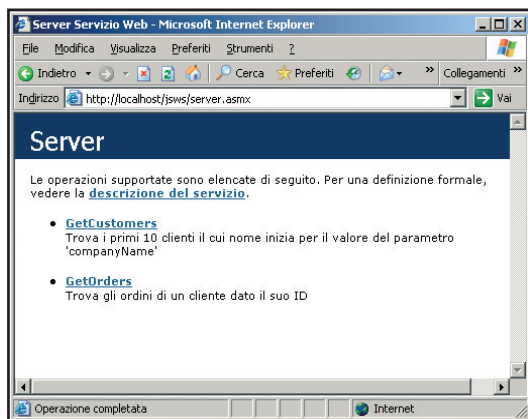 Server Servizio Web - Microsoft Internet Explorer
File Modifica Visualizza Preferiti Strumenti ?
Indietro Cerca Preferiti » Collegamenti »
Indirizzo http://localhost/jsws/server.asmx Vai
Server
Le operazioni supportate sono elencate di seguito. Per una definizione formale,
vedere la descrizione del servizio.
• GetCustomers
Trova i primi 10 clienti il cui nome inizia per il valore del parametro
'companyName'
• GetOrders
Trova gli ordini di un cliente dato il suo ID
Operazione completata Internet